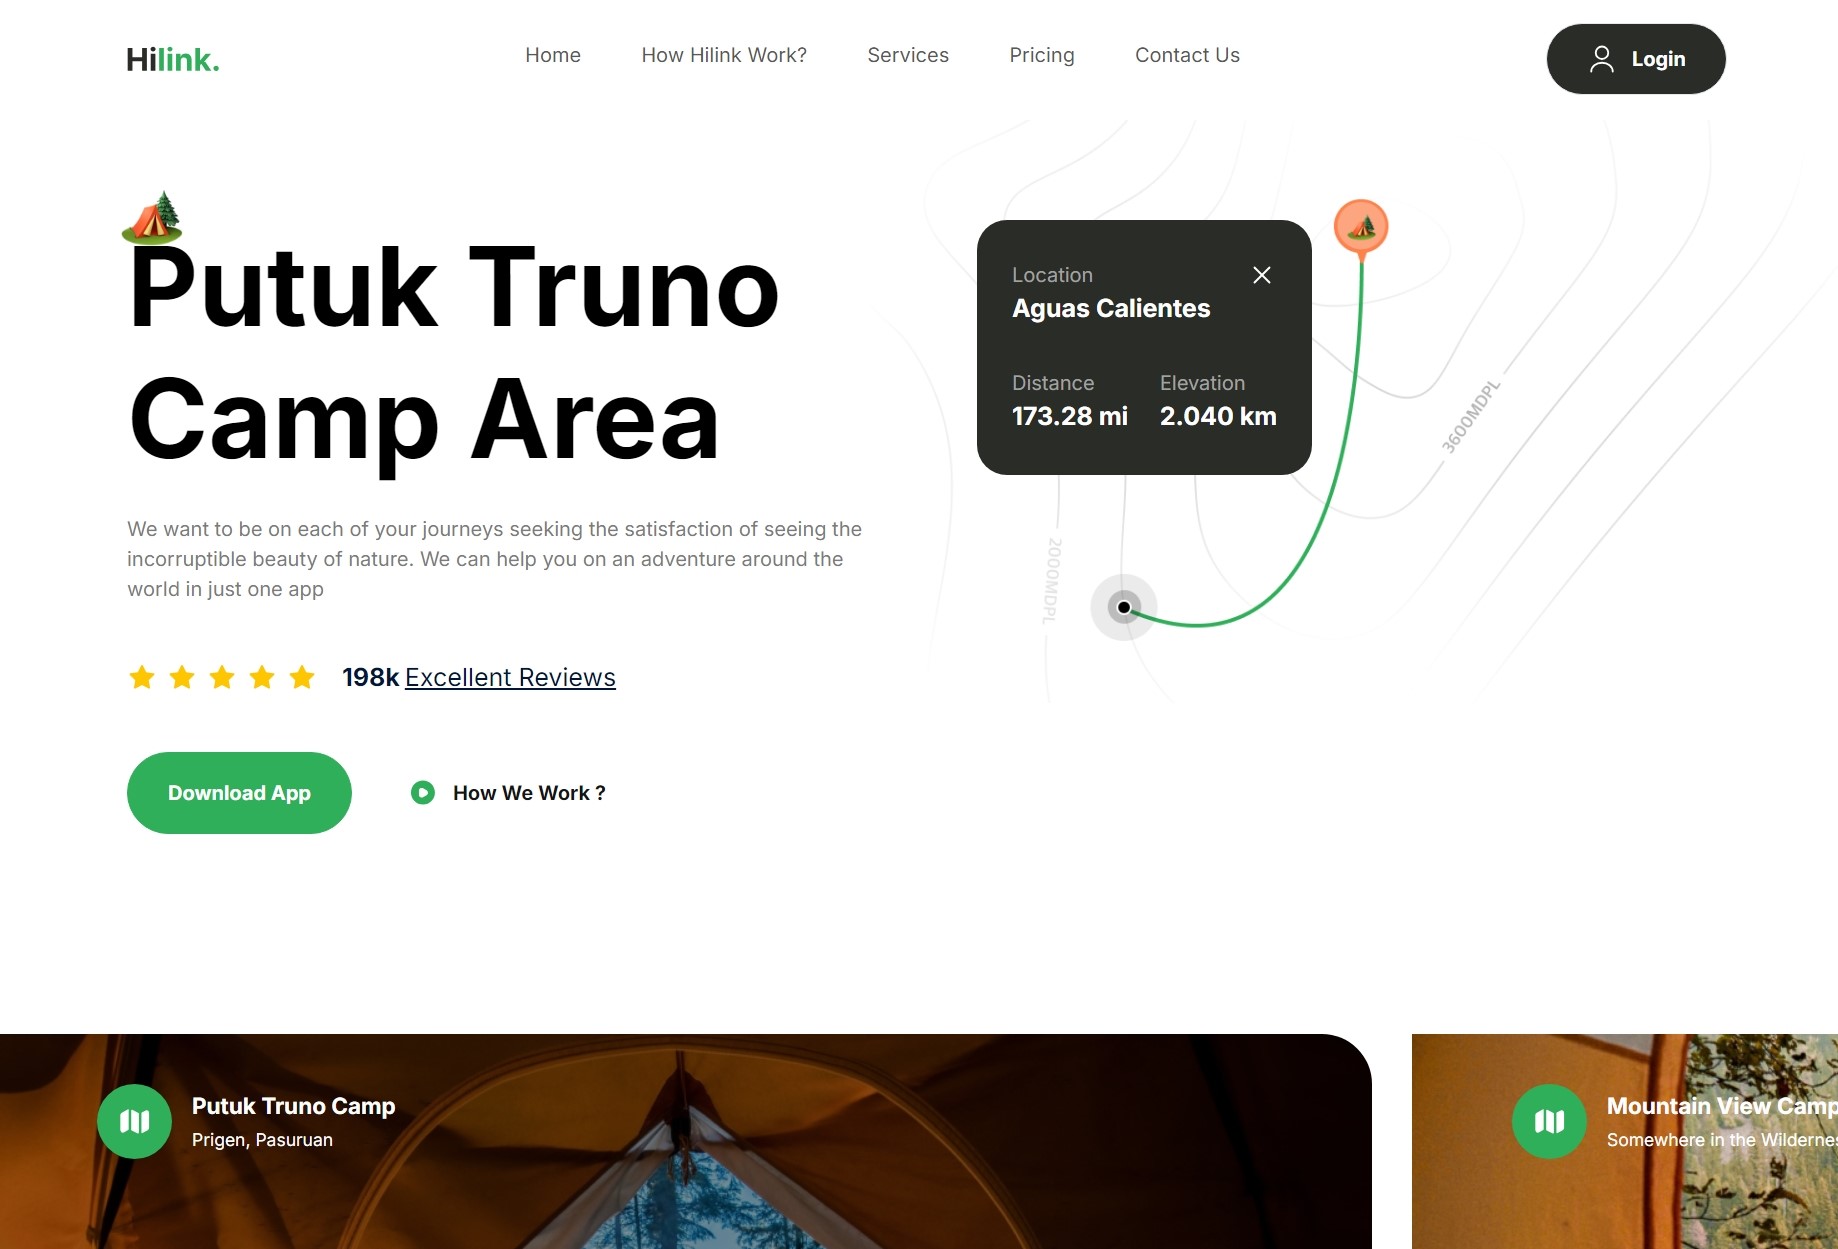 Hilink.
Home
How Hilink Work?
Services
Pricing
Contact Us
Login
Putuk Truno
Camp Area
We want to be on each of your journeys seeking the satisfaction of seeing the
incorruptible beauty of nature. We can help you on an adventure around the
world in just one app
198k Excellent Reviews
Download App
How We Work ?
Location
Aguas Calientes
Distance
Elevation
173.28 mi
2.040 km
3600MDPL
2000MDPL
Putuk Truno Camp
Prigen, Pasuruan
Mountain View Camp
Somewhere in the